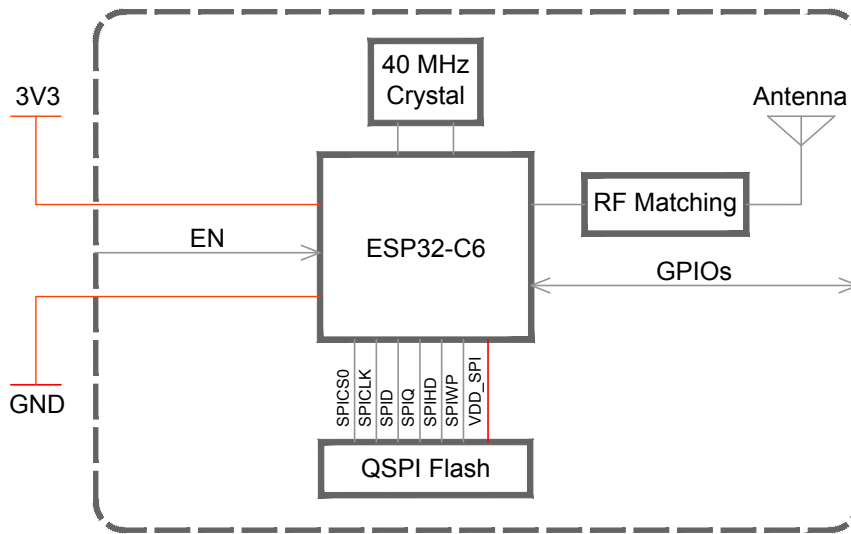 40 MHz
Crystal
3V3
Antenna
RF Matching
EN
ESP32-C6
GPIOs
GND
SPICS0
SPICLK
SPID
SPIQ
SPIHD
SPIWP
VDD_SPI
QSPI Flash